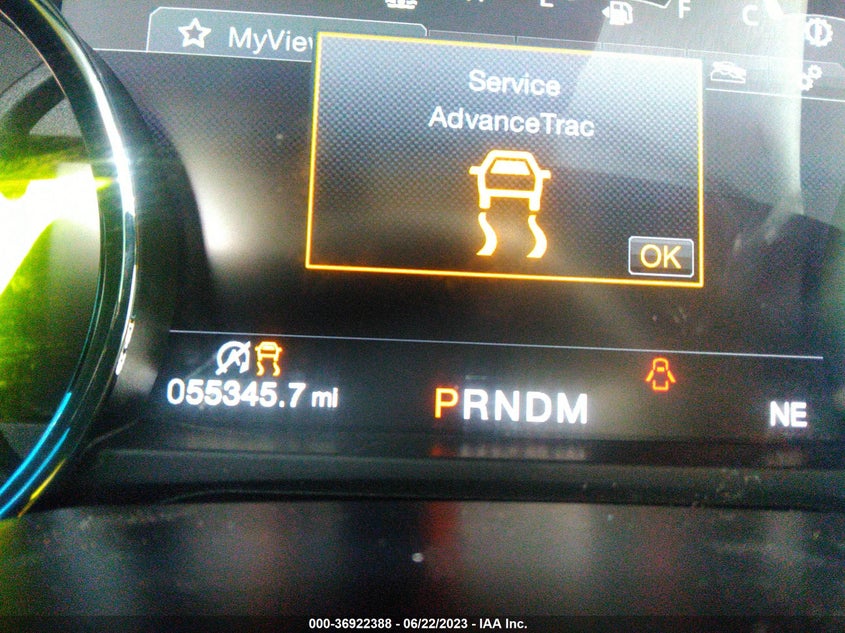 E F C
MyView
Service
AdvanceTrac
OK
055345.7 mi
PRNDM
NE
000-36922388 - 06/22/2023 - IAA Inc.